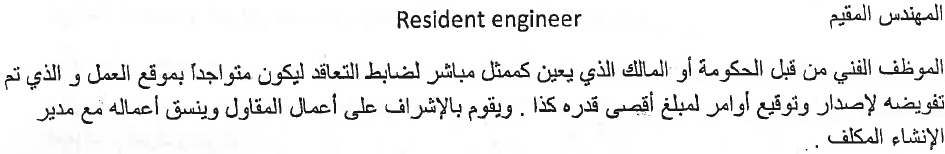 المهندس المقيم Resident engineer
الموظف الفني من قبل الحكومة أو المالك الذي يعين كممثل مباشر لضابط التعاقد ليكون متواجداً بموقع العمل و الذي تم
تفويضه لإصدار وتوقيع أوامر لمبلغ أقصى قدره كذا . ويقوم بالإشراف على أعمال المقاول وينسق أعماله مع مدير
الإنشاء المكلف .